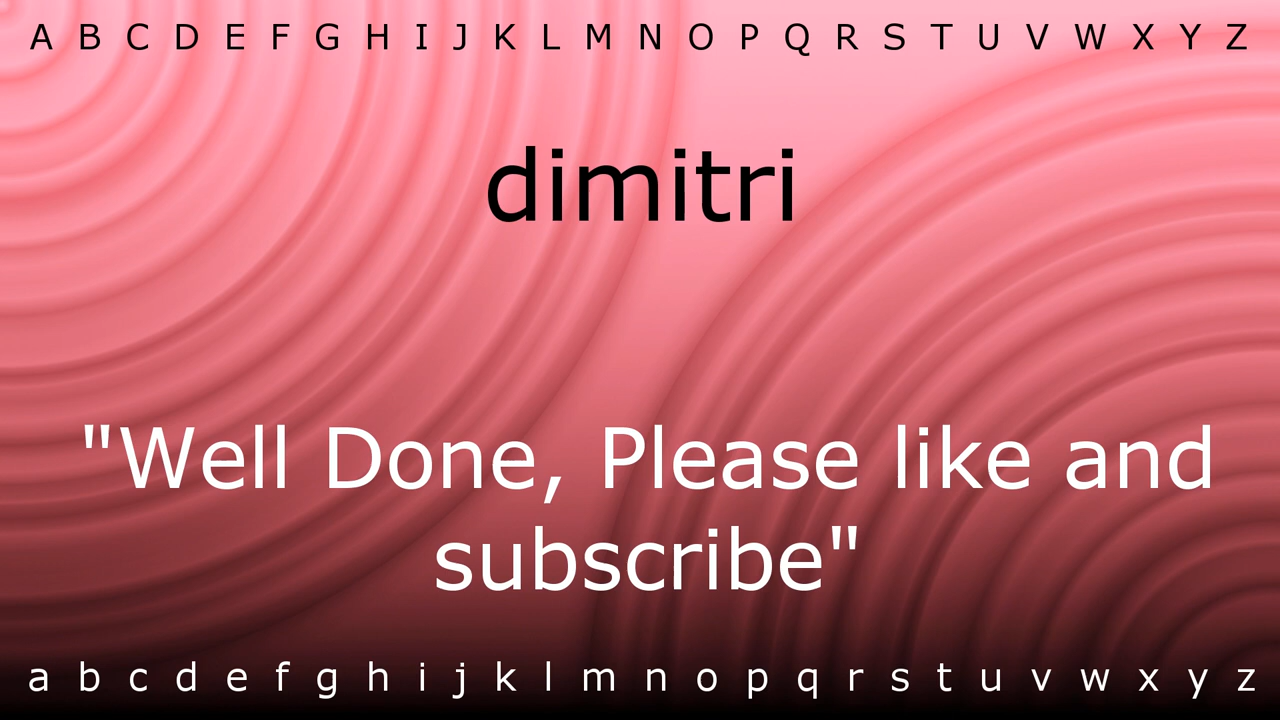 A B C D E F G H I J K L M N O P Q R S T U V W X Y Z
dimitri
"Well Done, Please like and
subscribe"
a b c d e f g h i j k l m n o p q r s t u v w x y z